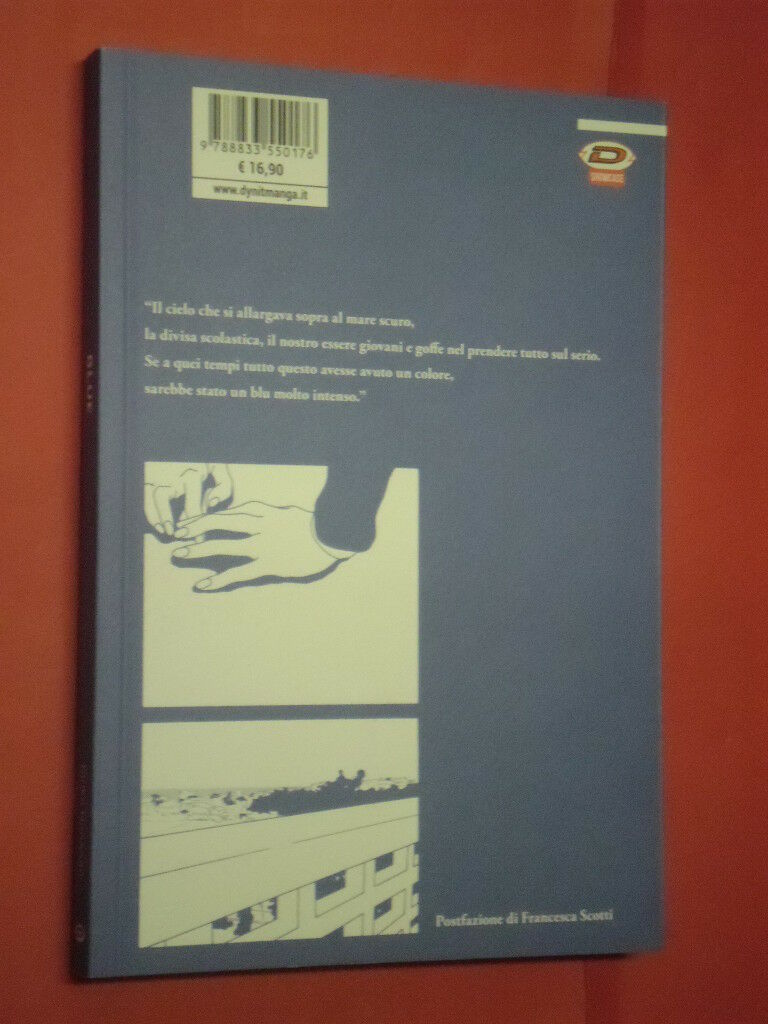 9 788833 550176
€ 16,90
www.dynitmanga.it
D
SHOWCASE
“Il cielo che si allargava sopra al mare scuro,
la divisa scolastica, il nostro essere giovani e goffe nel prendere tutto sul serio.
Se a quei tempi tutto questo avesse avuto un colore,
sarebbe stato un blu molto intenso.”
Postfazione di Francesca Scotti
BLUE